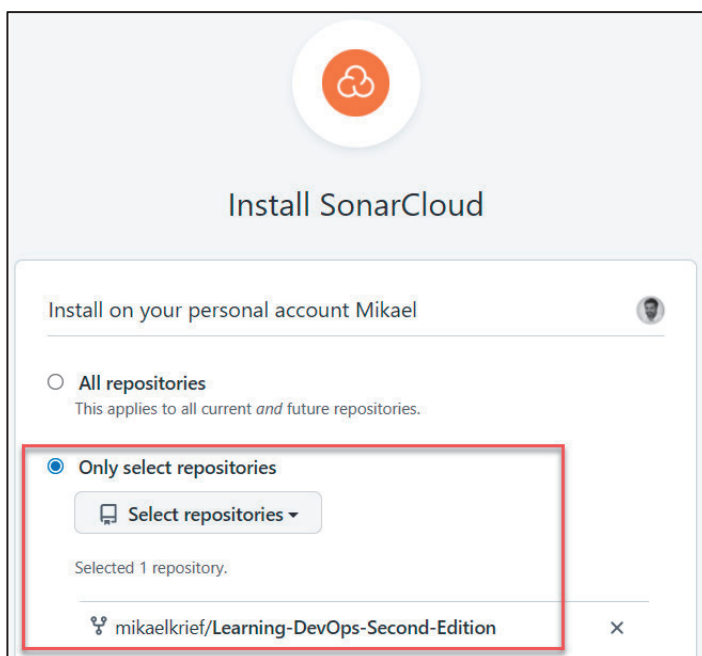 Install SonarCloud
Install on your personal account Mikael
All repositories
This applies to all current and future repositories.
Only select repositories
Select repositories
Selected 1 repository.
mikaelkrief/Learning-DevOps-Second-Edition